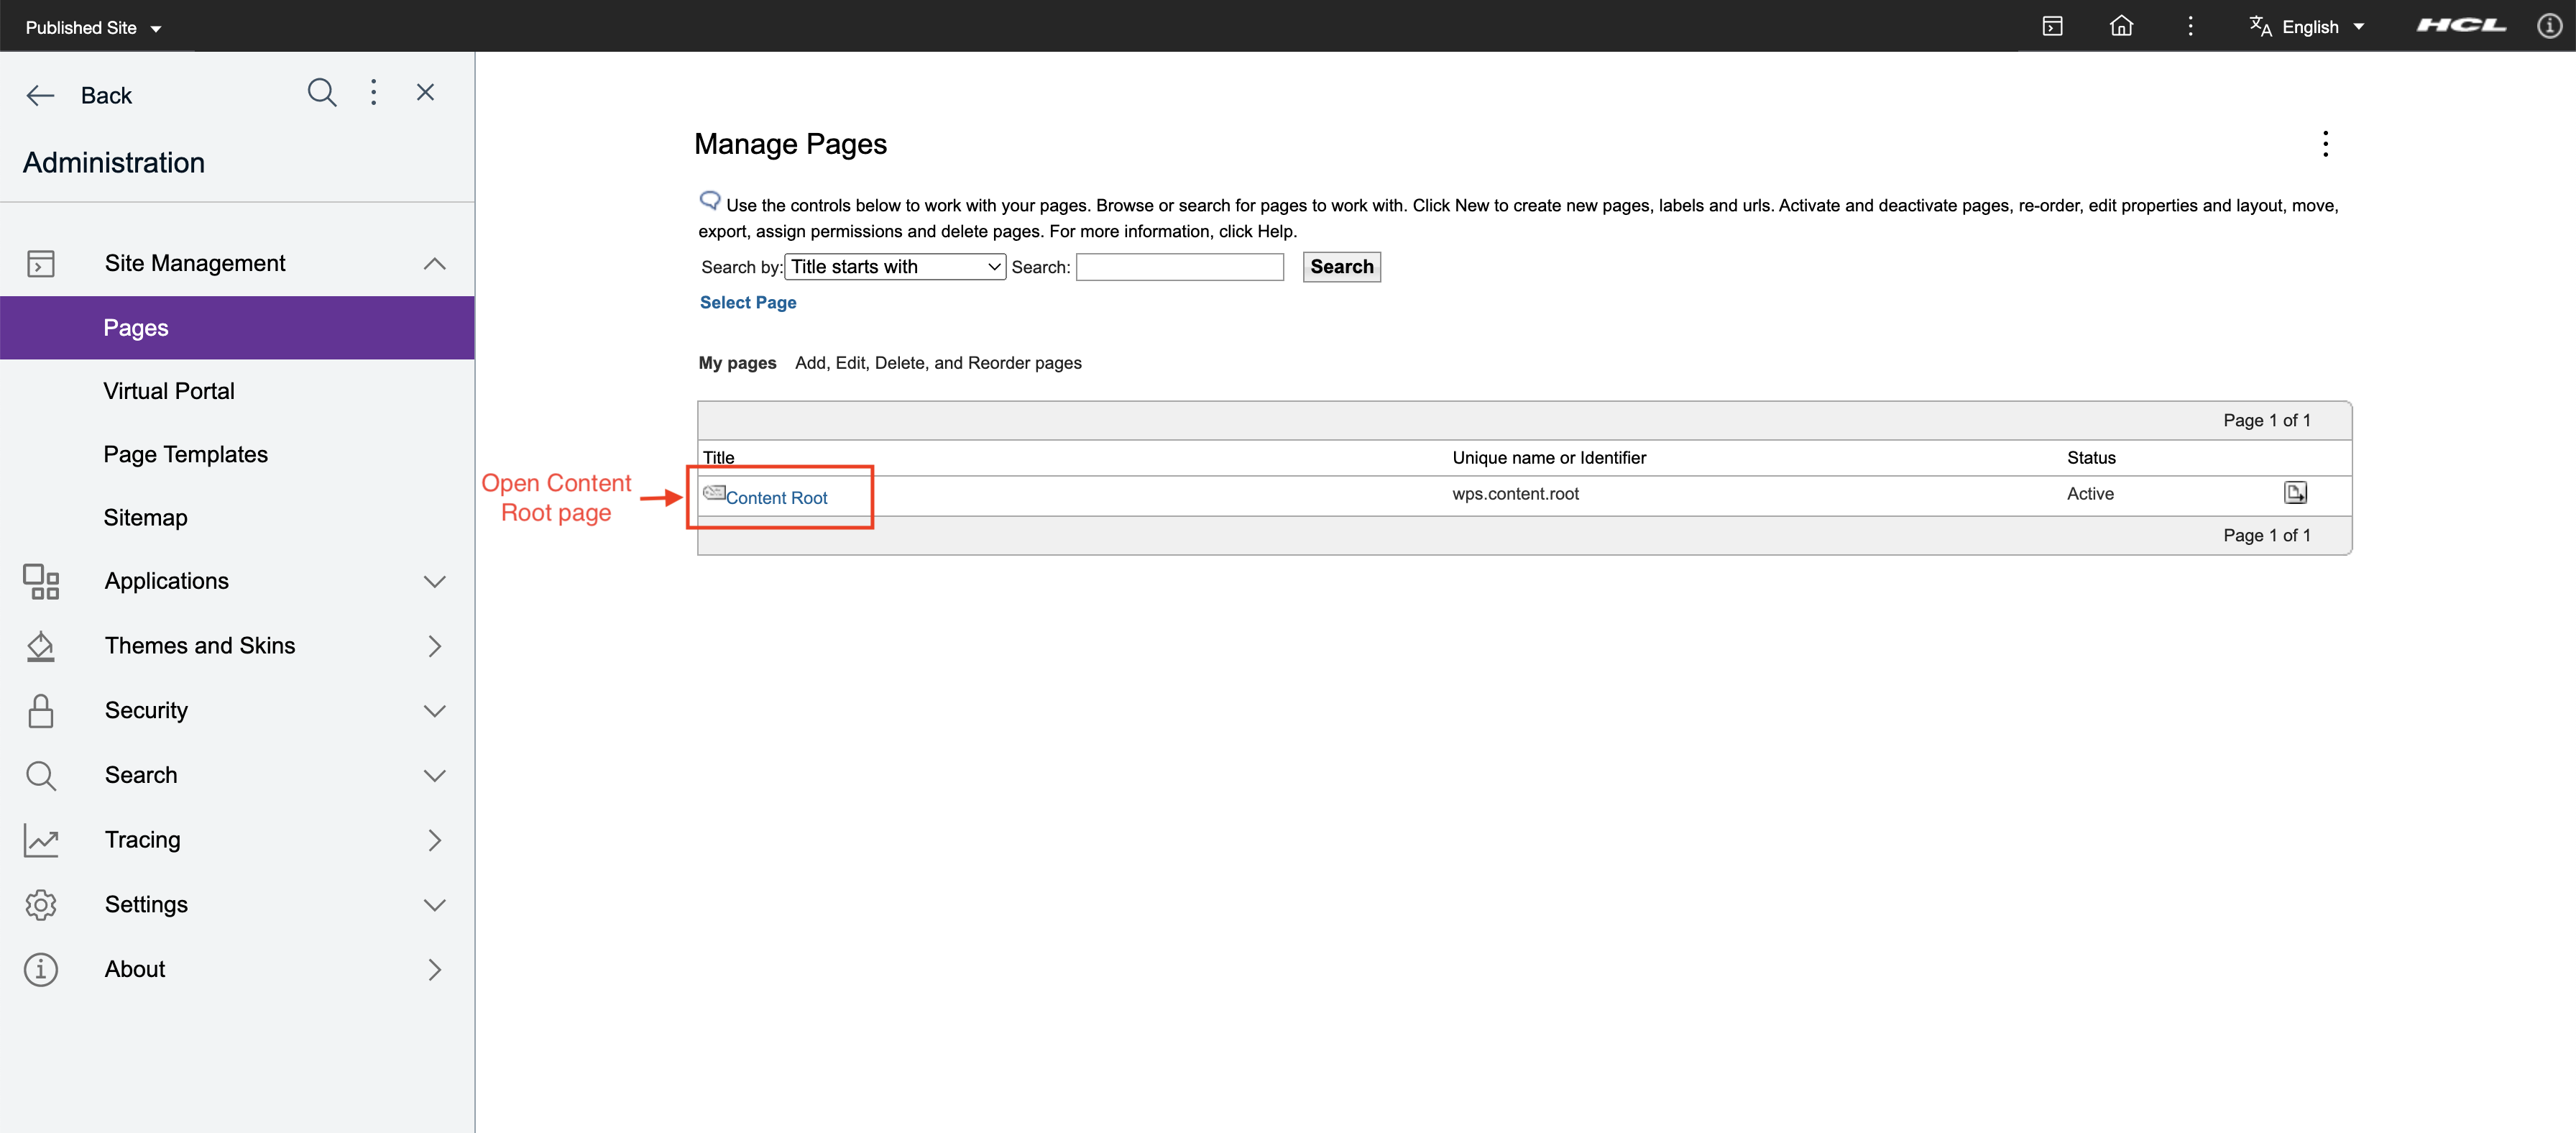 Published Site
English
HCL
Back
Administration
Site Management
Pages
Virtual Portal
Page Templates
Sitemap
Applications
Themes and Skins
Security
Search
Tracing
Settings
About
Manage Pages
Use the controls below to work with your pages. Browse or search for pages to work with. Click New to create new pages, labels and urls. Activate and deactivate pages, re-order, edit properties and layout, move,
export, assign permissions and delete pages. For more information, click Help.
Search by: Title starts with Search: Search
Select Page
My pages Add, Edit, Delete, and Reorder pages
Page 1 of 1
Title Unique name or Identifier Status
Content Root wps.content.root Active
Page 1 of 1
Open Content
Root page